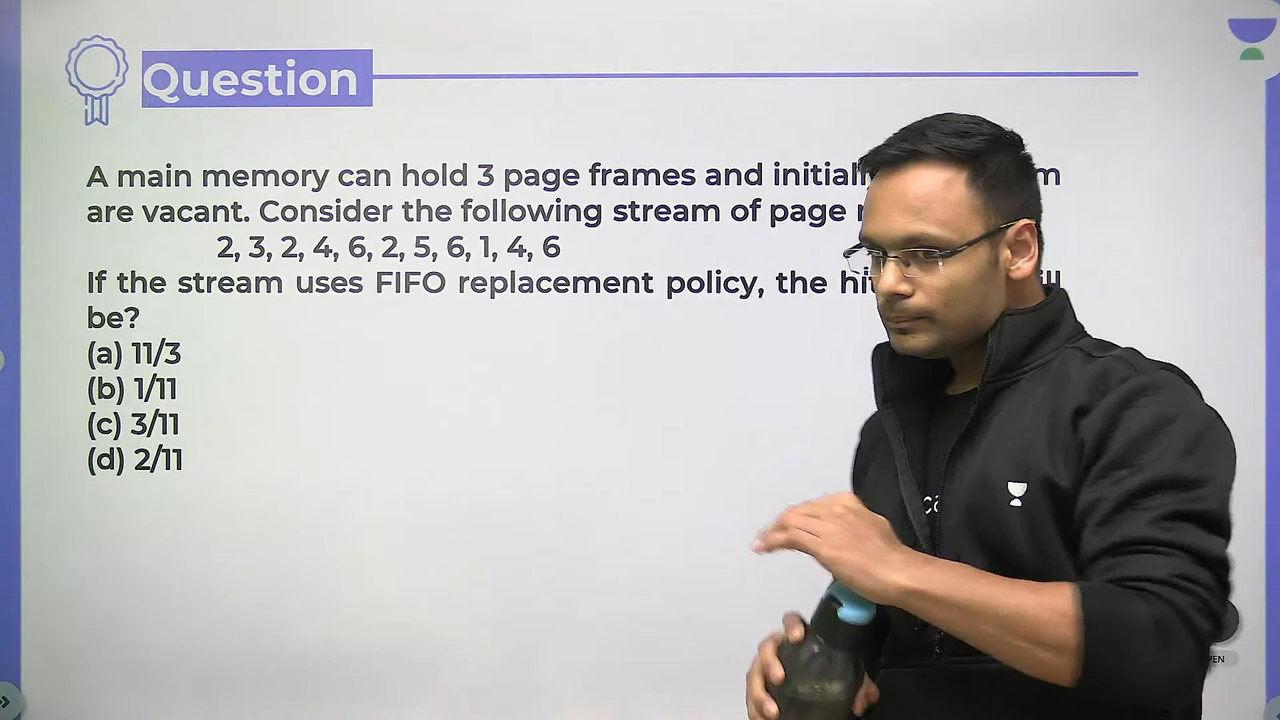 Question
A main memory can hold 3 page frames and initially
are vacant. Consider the following stream of page
2, 3, 2, 4, 6, 2, 5, 6, 1, 4, 6
If the stream uses FIFO replacement policy, the
be?
(a) 11/3
(b) 1/11
(c) 3/11
(d) 2/11